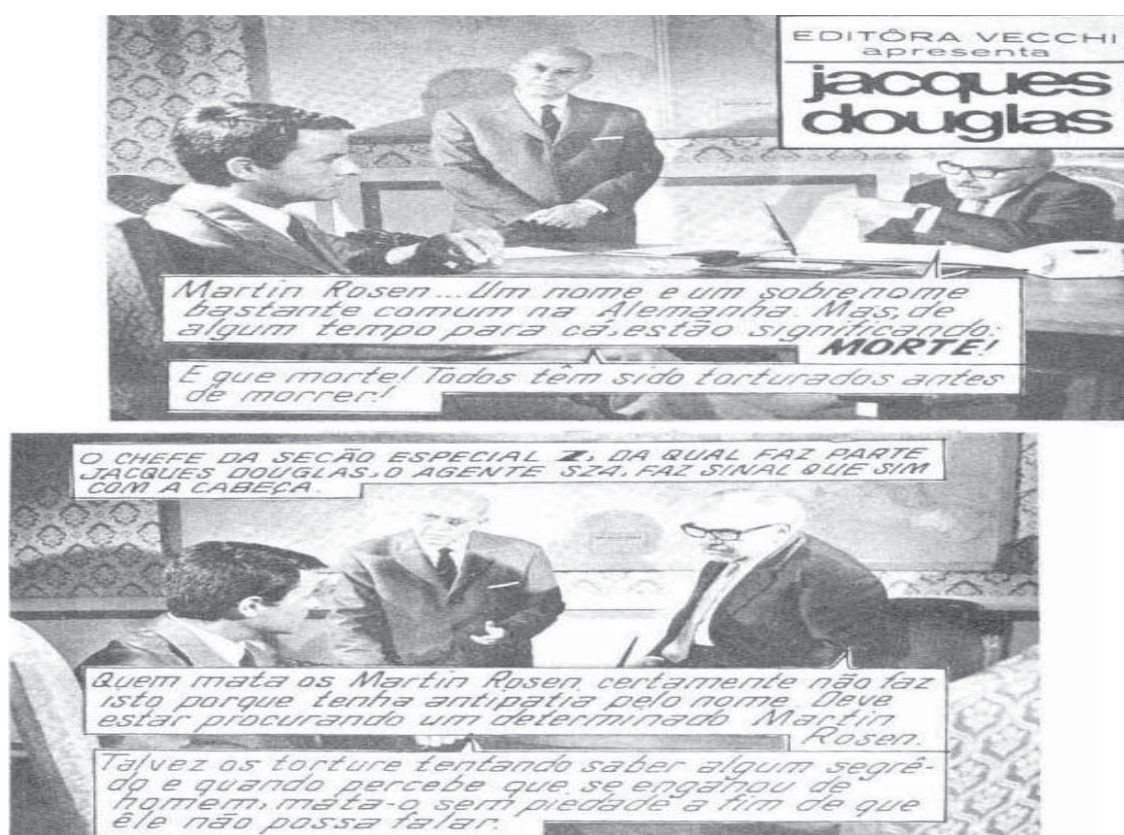 EDITÔRA VECCHI
apresenta
jacques
douglas
Martin Rosen... Um nome e um sobrenome
bastante comum na Alemanha. Mas, de
algum tempo para cá, estão significando:
MORTE!
E que morte! Todos têm sido torturados antes
de morrer!
O CHEFE DA SECÃO ESPECIAL Z, DA QUAL FAZ PARTE
JACQUES DOUGLAS, O AGENTE SZ4, FAZ SINAL QUE SIM
COM A CABEÇA.
Quem mata os Martin Rosen, certamente não faz
isto porque tenha antipatia pelo nome. Deve
estar procurando um determinado Martin
Rosen.
Talvez os torture tentando saber algum segrê-
do e quando percebe que se enganou de
homem, mata-o sem piedade a fim de que
êle não possa falar.